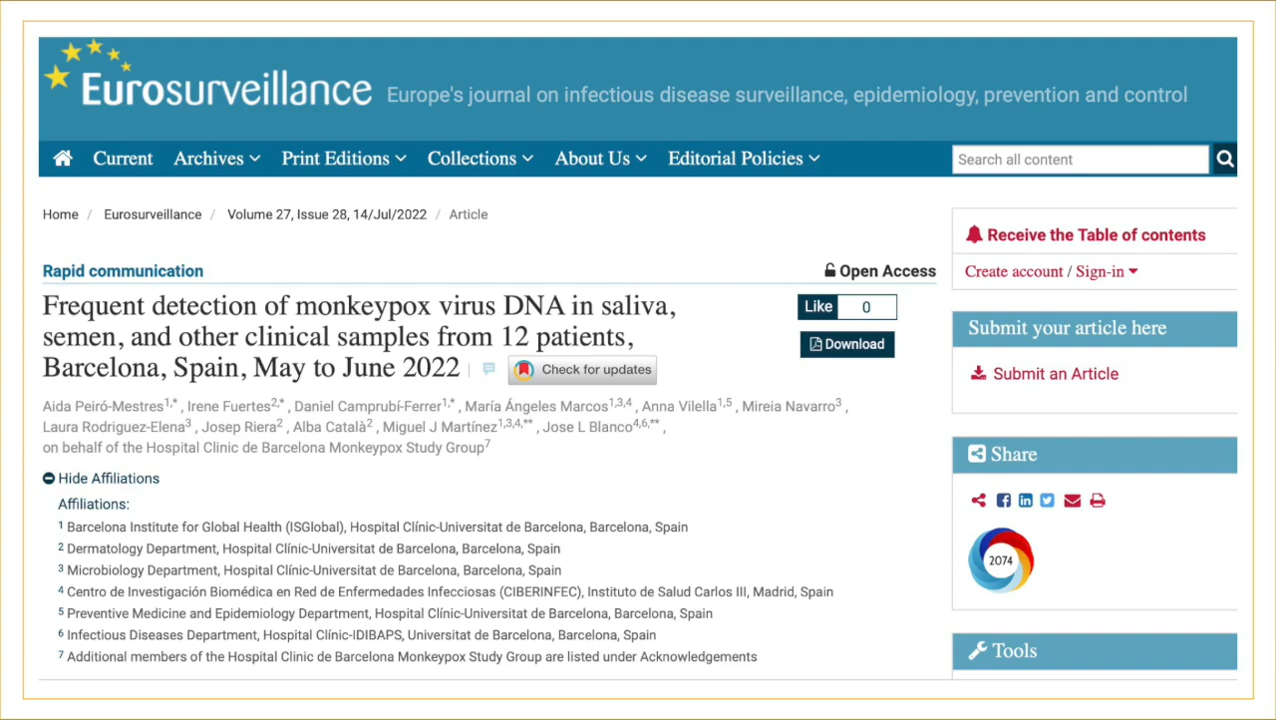 Eurosurveillance Europe's journal on infectious disease surveillance, epidemiology, prevention and control
Current Archives Print Editions Collections About Us Editorial Policies Search all content
Home / Eurosurveillance / Volume 27, Issue 28, 14/Jul/2022 / Article
Rapid communication
Open Access
Frequent detection of monkeypox virus DNA in saliva,
semen, and other clinical samples from 12 patients,
Barcelona, Spain, May to June 2022
Check for updates
Like 0
Download
Aida Peiró-Mestres1,* , Irene Fuertes2,* , Daniel Camprubí-Ferrer1,* , María Ángeles Marcos1,3,4 , Anna Vilella1,5 , Mireia Navarro3 ,
Laura Rodriguez-Elena3 , Josep Riera2 , Alba Català2 , Miguel J Martínez1,3,4,** , Jose L Blanco4,6,** ,
on behalf of the Hospital Clinic de Barcelona Monkeypox Study Group7
Hide Affiliations
Affiliations:
1 Barcelona Institute for Global Health (ISGlobal), Hospital Clínic-Universitat de Barcelona, Barcelona, Spain
2 Dermatology Department, Hospital Clínic-Universitat de Barcelona, Barcelona, Spain
3 Microbiology Department, Hospital Clínic-Universitat de Barcelona, Barcelona, Spain
4 Centro de Investigación Biomédica en Red de Enfermedades Infecciosas (CIBERINFEC), Instituto de Salud Carlos III, Madrid, Spain
5 Preventive Medicine and Epidemiology Department, Hospital Clínic-Universitat de Barcelona, Barcelona, Spain
6 Infectious Diseases Department, Hospital Clínic-IDIBAPS, Universitat de Barcelona, Barcelona, Spain
7 Additional members of the Hospital Clinic de Barcelona Monkeypox Study Group are listed under Acknowledgements
Receive the Table of contents
Create account / Sign-in
Submit your article here
Submit an Article
Share
2074
Tools